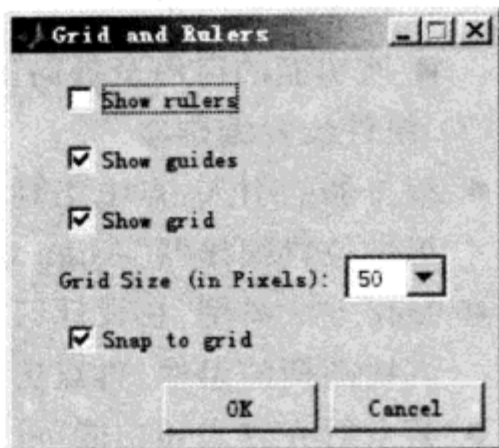 Grid and Rulers
Show rulers
Show guides
Show grid
Grid Size (in Pixels): 50
Snap to grid
OK Cancel